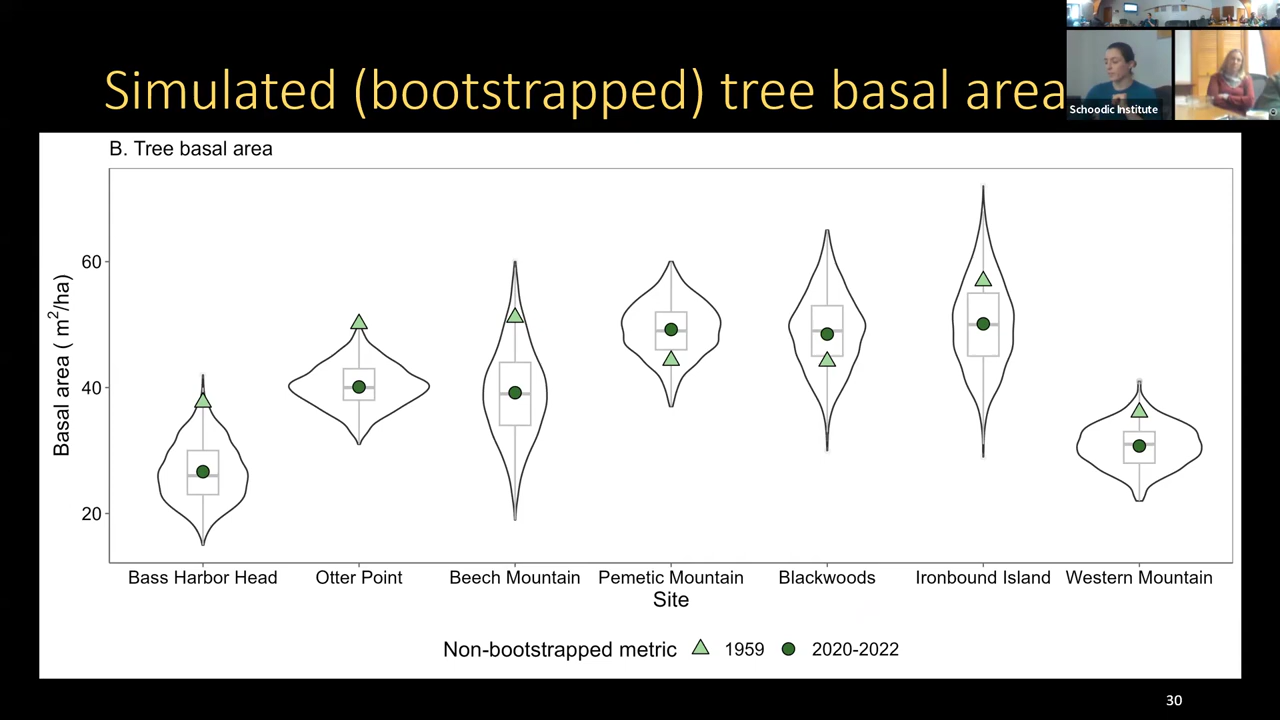 Simulated (bootstrapped) tree basal area
Schoodic Institute
B. Tree basal area
Basal area ( m²/ha)
60
40
20
Bass Harbor Head Otter Point Beech Mountain Pemetic Mountain Blackwoods Ironbound Island Western Mountain
Site
Non-bootstrapped metric 1959 2020-2022
30